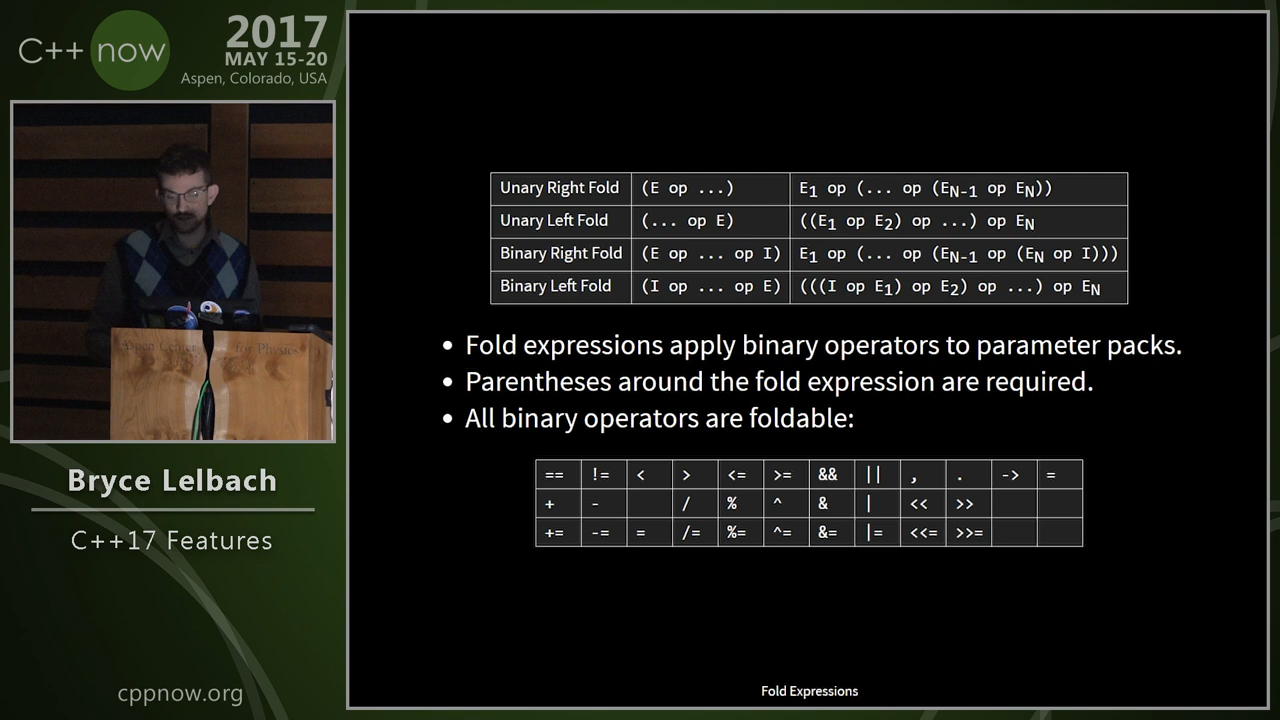 C++ now
2017
MAY 15-20
Aspen, Colorado, USA
Bryce Lelbach
C++17 Features
cppnow.org
Unary Right Fold (E op ...) E1 op (... op (EN-1 op EN))
Unary Left Fold (... op E) ((E1 op E2) op ...) op EN
Binary Right Fold (E op ... op I) E1 op (... op (EN-1 op (EN op I)))
Binary Left Fold (I op ... op E) (((I op E1) op E2) op ...) op EN
• Fold expressions apply binary operators to parameter packs.
• Parentheses around the fold expression are required.
• All binary operators are foldable:
== != < > <= >= && || , . -> =
+ - / % ^ & | << >>
+= -= = /= %= ^= &= |= <<= >>=
Fold Expressions